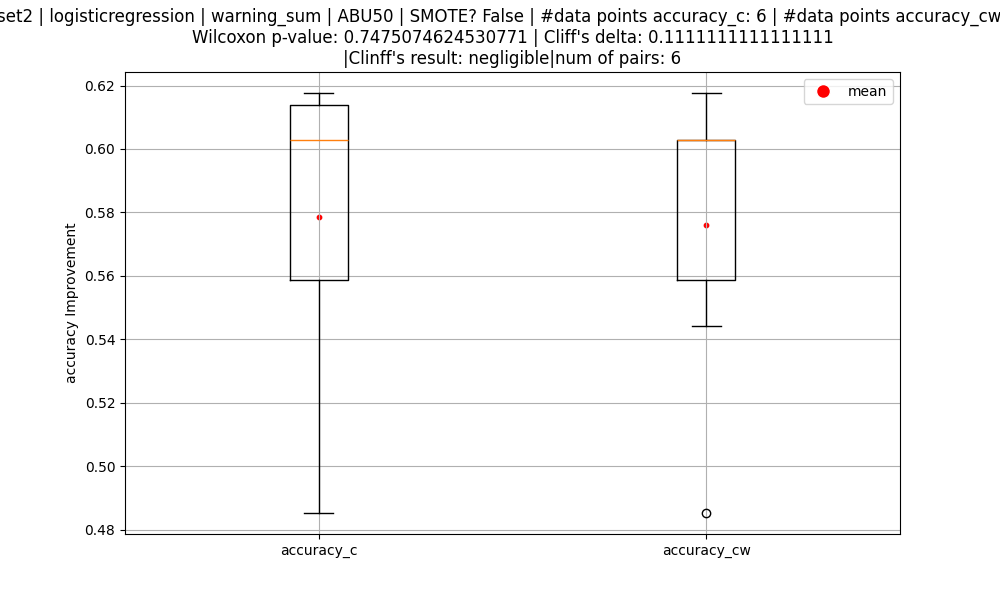 set2 | logisticregression | warning_sum | ABU50 | SMOTE? False | #data points accuracy_c: 6 | #data points accuracy_cw
Wilcoxon p-value: 0.7475074624530771 | Cliff's delta: 0.1111111111111111
|Clinff's result: negligible|num of pairs: 6
mean
0.62
0.60
0.58
0.56
0.54
0.52
0.50
0.48
accuracy Improvement
accuracy_c
accuracy_cw